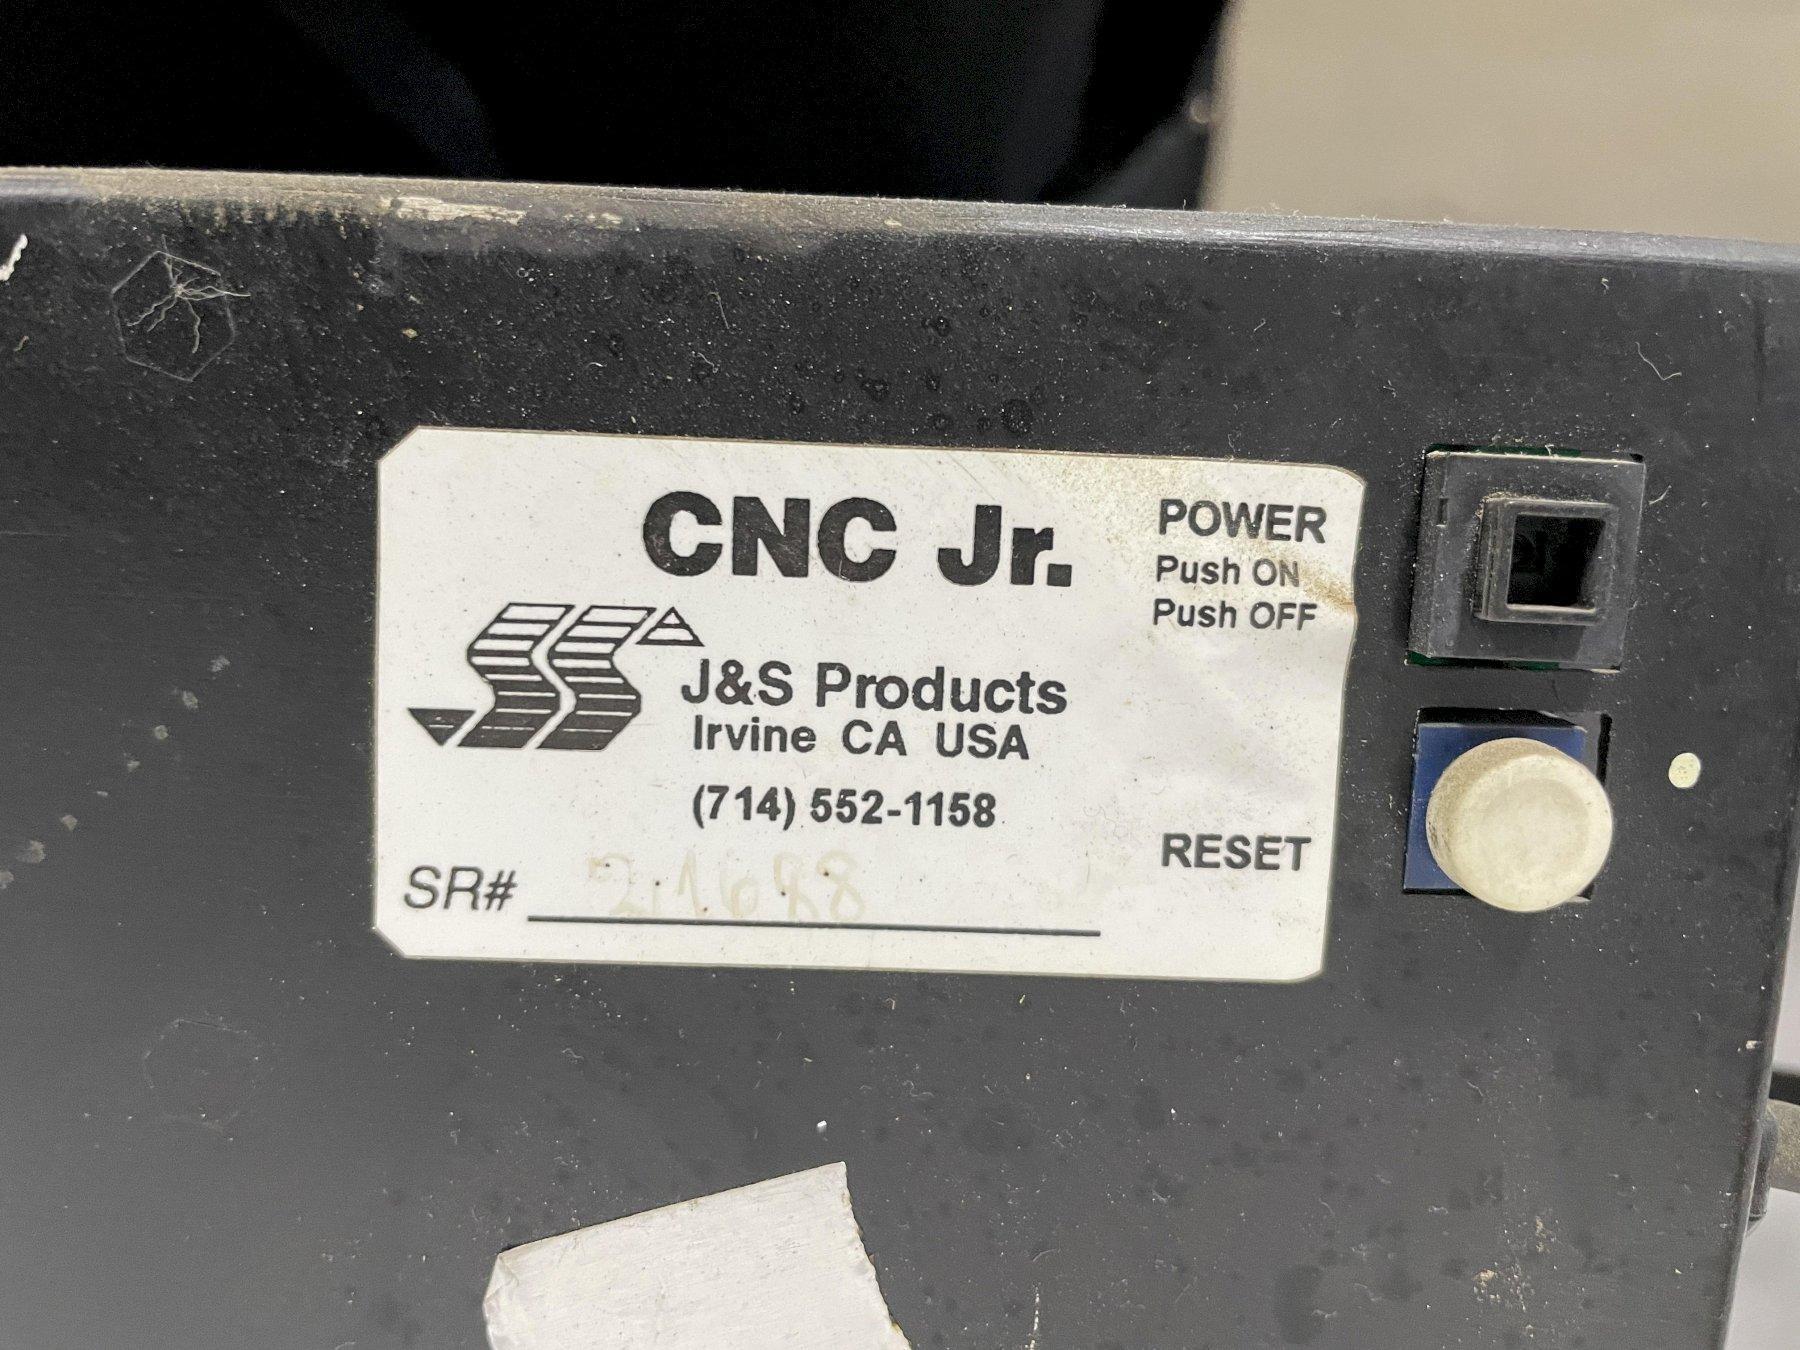 CNC Jr.
POWER
Push ON
Push OFF
J&S Products
Irvine CA USA
(714) 552-1158
RESET
SR#